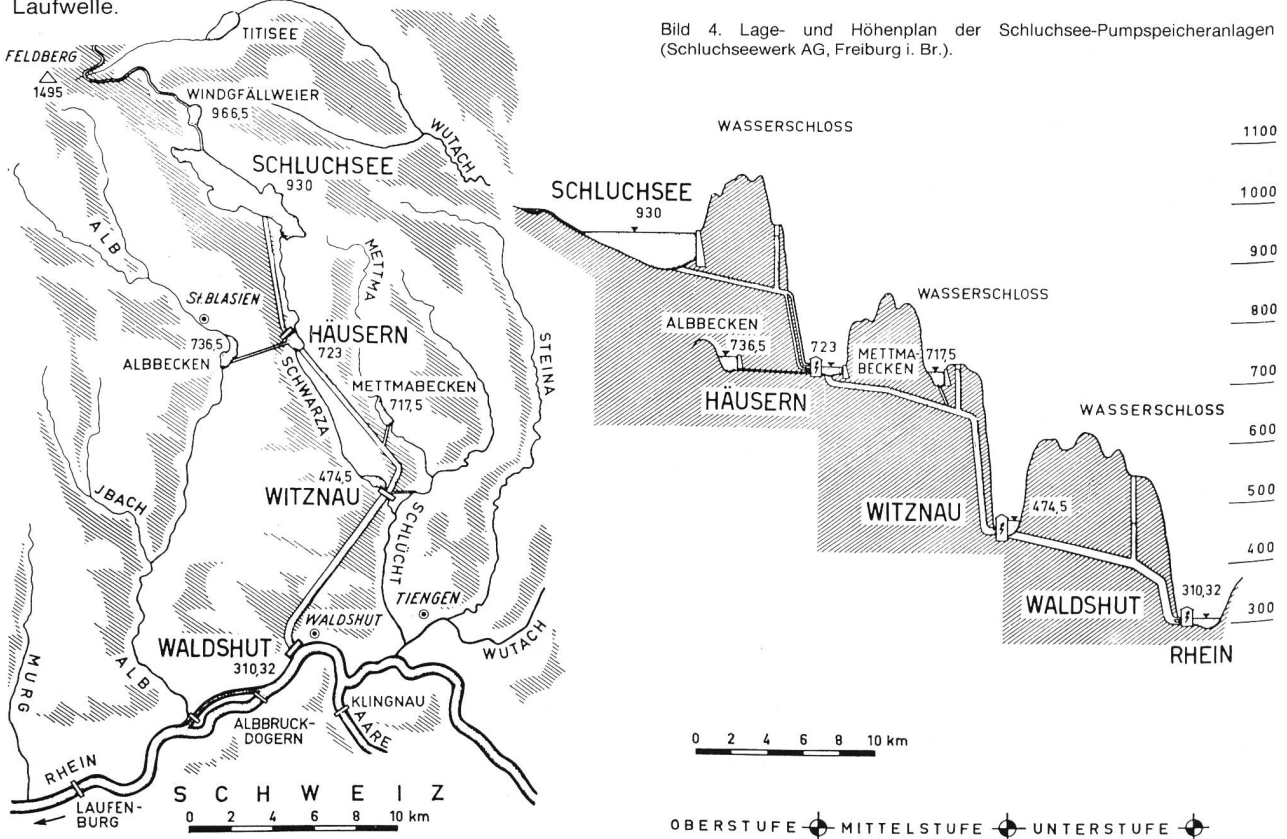 Laufwelle.
Bild 4. Lage- und Höhenplan der Schluchsee-Pumpspeicheranlagen
(Schluchseewerk AG, Freiburg i. Br.).
TITISEE
FELDBERG
1495
WINDGFÄLLWEIER
966,5
WUTACH
SCHLUCHSEE
930
ALB
METTMA
St.BLASIEN
HÄUSERN
723
736,5
ALBBECKEN
SCHWARZA
METTMABECKEN
717,5
STEINA
474,5
WITZNAU
JBACH
SCHLÜCHT
TIENGEN
WALDSHUT
WUTACH
WALDSHUT
310,32
MURG
ALB
KLINGNAU
AARE
ALBBRUCK-
DOGERN
RHEIN
LAUFEN-
BURG
SCHWEIZ
0 2 4 6 8 10 km
WASSERSCHLOSS
1100
1000
900
800
700
600
500
400
300
SCHLUCHSEE
930
WASSERSCHLOSS
ALBBECKEN
736,5
723
METTMA-
BECKEN
717,5
HÄUSERN
WASSERSCHLOSS
WITZNAU
474,5
WALDSHUT
310,32
RHEIN
0 2 4 6 8 10 km
OBERSTUFE MITTELSTUFE UNTERSTUFE